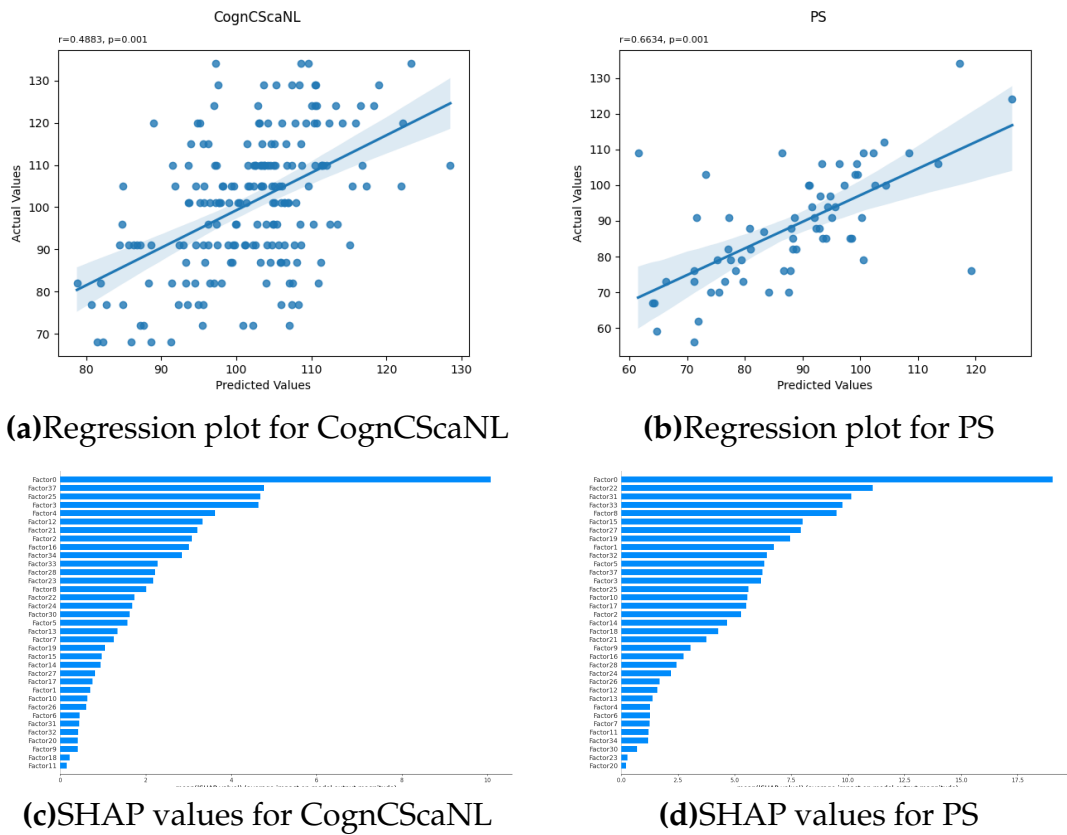 CognCScaNL
r=0.4883, p=0.001
Actual Values
130
120
110
100
90
80
70
80
90
100
110
120
130
Predicted Values
(a)Regression plot for CognCScaNL
PS
r=0.6634, p=0.001
Actual Values
130
120
110
100
90
80
70
60
60
70
80
90
100
110
120
Predicted Values
(b)Regression plot for PS
Factor0
Factor37
Factor25
Factor3
Factor4
Factor12
Factor21
Factor2
Factor16
Factor34
Factor33
Factor28
Factor23
Factor8
Factor22
Factor24
Factor30
Factor5
Factor13
Factor7
Factor19
Factor15
Factor14
Factor27
Factor17
Factor1
Factor10
Factor26
Factor6
Factor31
Factor32
Factor20
Factor9
Factor18
Factor11
0
2
4
6
8
10
(c)SHAP values for CognCScaNL
Factor0
Factor22
Factor31
Factor33
Factor8
Factor15
Factor27
Factor19
Factor1
Factor32
Factor5
Factor37
Factor3
Factor25
Factor10
Factor17
Factor2
Factor14
Factor18
Factor21
Factor9
Factor16
Factor28
Factor24
Factor26
Factor12
Factor13
Factor4
Factor6
Factor7
Factor11
Factor34
Factor30
Factor23
Factor20
0.0
2.5
5.0
7.5
10.0
12.5
15.0
17.5
(d)SHAP values for PS